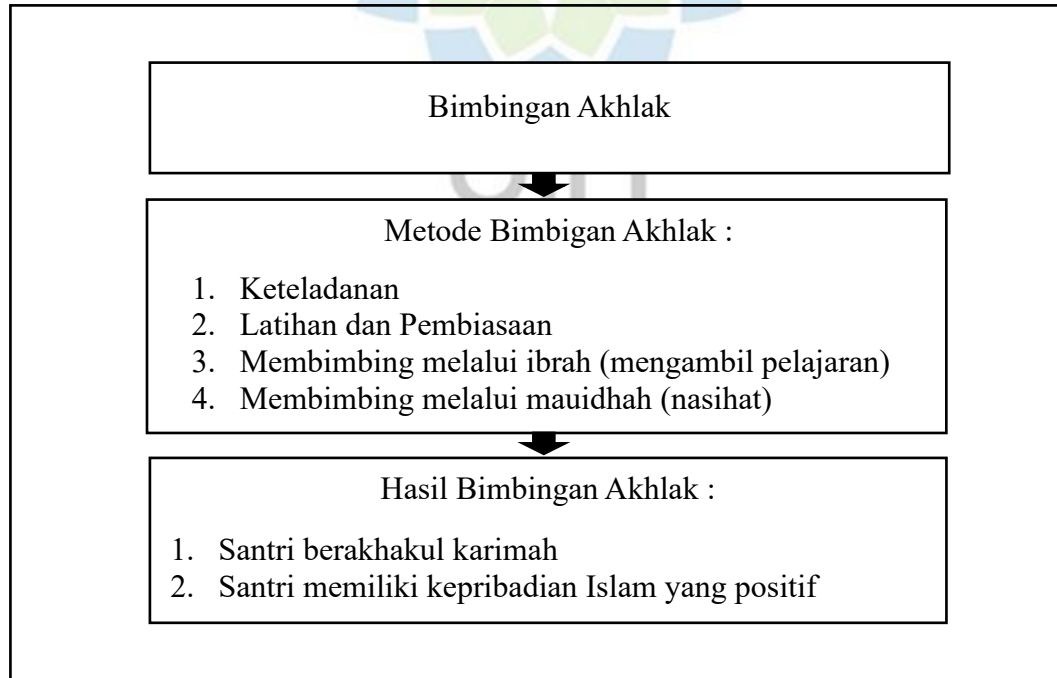 Bimbingan Akhlak
Metode Bimbigan Akhlak :
1. Keteladanan
2. Latihan dan Pembiasaan
3. Membimbing melalui ibrah (mengambil pelajaran)
4. Membimbing melalui mauidhah (nasihat)
Hasil Bimbingan Akhlak :
1. Santri berakhakul karimah
2. Santri memiliki kepribadian Islam yang positif